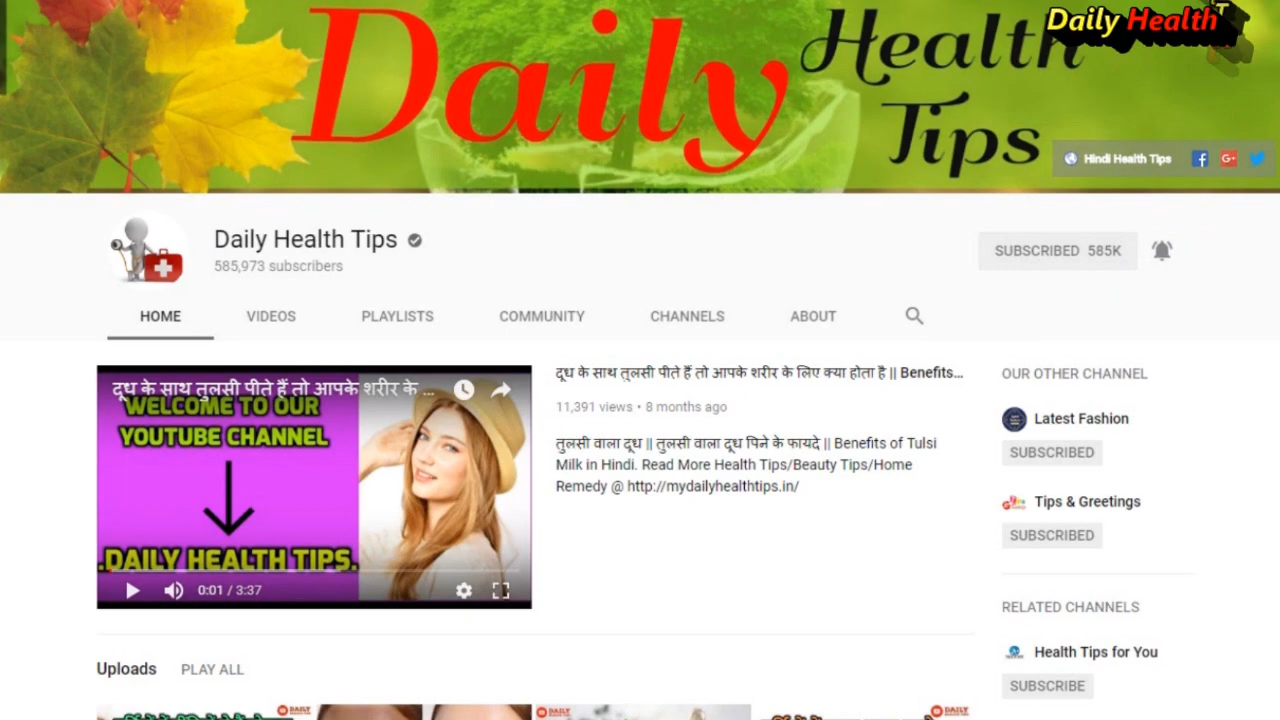 Daily Health Tips
Daily Health
Hindi Health Tips
Daily Health Tips
585,973 subscribers
SUBSCRIBED 585K
HOME VIDEOS PLAYLISTS COMMUNITY CHANNELS ABOUT
दूध के साथ तुलसी पीते हैं तो आपके शरीर के ...
WELCOME TO OUR
YOUTUBE CHANNEL
.DAILY HEALTH TIPS.
0:01 / 3:37
दूध के साथ तुलसी पीते हैं तो आपके शरीर के लिए क्या होता है || Benefits...
11,391 views • 8 months ago
तुलसी वाला दूध || तुलसी वाला दूध पिने के फायदे || Benefits of Tulsi
Milk in Hindi. Read More Health Tips/Beauty Tips/Home
Remedy @ http://mydailyhealthtips.in/
OUR OTHER CHANNEL
Latest Fashion
SUBSCRIBED
Tips & Greetings
SUBSCRIBED
RELATED CHANNELS
Health Tips for You
SUBSCRIBE
Uploads PLAY ALL
DAILY
DAILY
DAILY